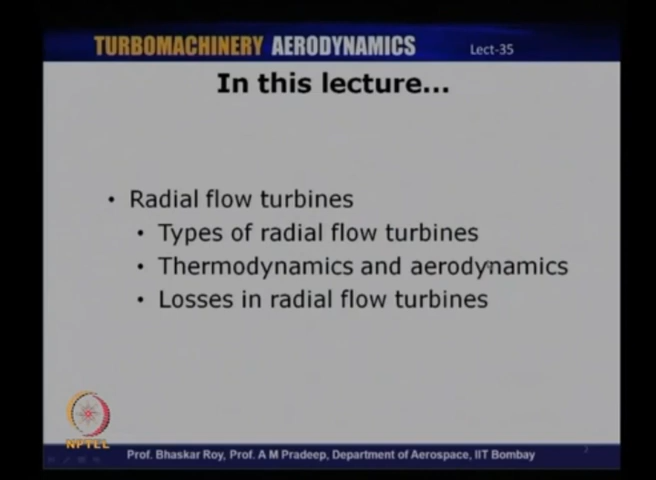 TURBOMACHINERY AERODYNAMICS Lect-35
In this lecture...
• Radial flow turbines
• Types of radial flow turbines
• Thermodynamics and aerodynamics
• Losses in radial flow turbines
NPTEL
Prof. Bhaskar Roy, Prof. A M Pradeep, Department of Aerospace, IIT Bombay
2